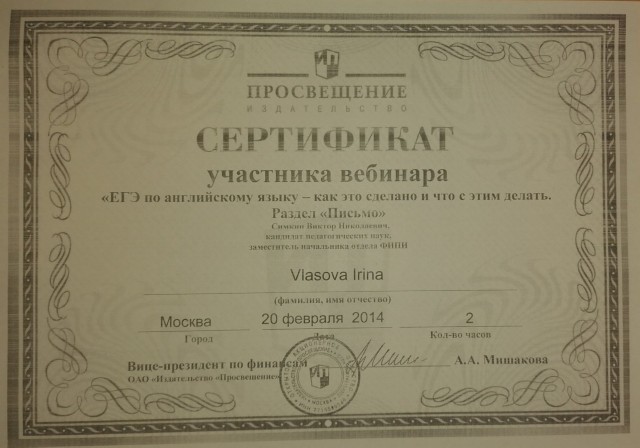 ИП
ПРОСВЕЩЕНИЕ
ИЗДАТЕЛЬСТВО
СЕРТИФИКАТ
участника вебинара
«ЕГЭ по английскому языку – как это сделано и что с этим делать.
Раздел «Письмо»
Симкин Виктор Николаевич,
кандидат педагогических наук,
заместитель начальника отдела ФИПИ
Vlasova Irina
(фамилия, имя отчество)
Москва 20 февраля 2014 2
Город Дата Кол-во часов
Вице-президент по финансам А.А. Мишакова
ОАО «Издательство «Просвещение»